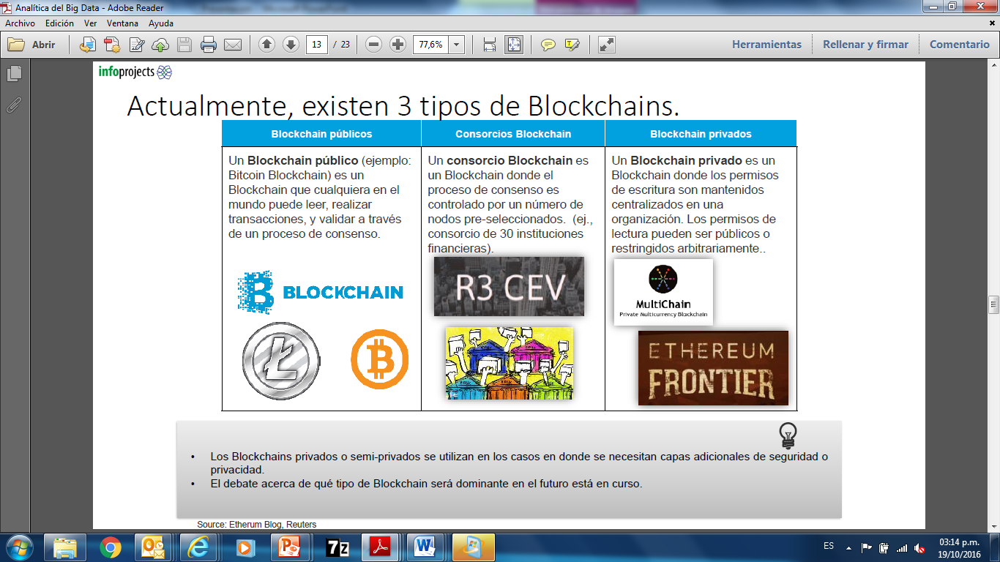 Analítica del Big Data - Adobe Reader
Archivo Edición Ver Ventana Ayuda
Abrir 13 / 23 77,6% Herramientas Rellenar y firmar Comentario
infoprojects
Actualmente, existen 3 tipos de Blockchains.
Blockchain públicos
Un Blockchain público (ejemplo:
Bitcoin Blockchain) es un
Blockchain que cualquiera en el
mundo puede leer, realizar
transacciones, y validar a través
de un proceso de consenso.
BLOCKCHAIN
Consorcios Blockchain
Un consorcio Blockchain es
un Blockchain donde el
proceso de consenso es
controlado por un número de
nodos pre-seleccionados. (ej.,
consorcio de 30 instituciones
financieras).
R3 CEV
Blockchain privados
Un Blockchain privado es un
Blockchain donde los permisos
de escritura son mantenidos
centralizados en una
organización. Los permisos de
lectura pueden ser públicos o
restringidos arbitrariamente..
MultiChain
Private Multicurrency Blockchain
ETHEREUM
FRONTIER
• Los Blockchains privados o semi-privados se utilizan en los casos en donde se necesitan capas adicionales de seguridad o
privacidad.
• El debate acerca de qué tipo de Blockchain será dominante en el futuro está en curso.
Source: Etherum Blog, Reuters
7z
ES
03:14 p.m.
19/10/2016